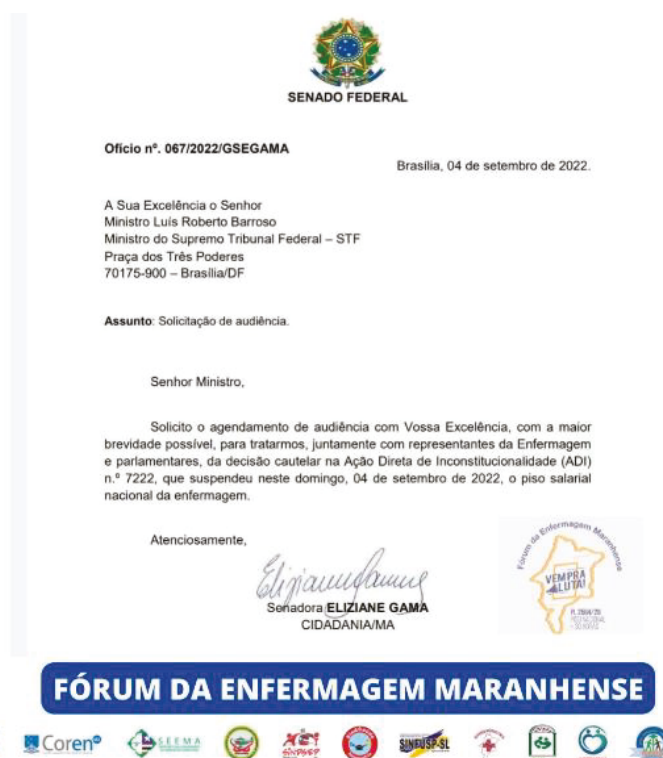 SENADO FEDERAL
Ofício nº. 067/2022/GSEGAMA
Brasília, 04 de setembro de 2022.
A Sua Excelência o Senhor
Ministro Luís Roberto Barroso
Ministro do Supremo Tribunal Federal – STF
Praça dos Três Poderes
70175-900 – Brasília/DF
Assunto: Solicitação de audiência.
Senhor Ministro,
Solicito o agendamento de audiência com Vossa Excelência, com a maior
brevidade possível, para tratarmos, juntamente com representantes da Enfermagem
e parlamentares, da decisão cautelar na Ação Direta de Inconstitucionalidade (ADI)
n.º 7222, que suspendeu neste domingo, 04 de setembro de 2022, o piso salarial
nacional da enfermagem.
Atenciosamente,
Senadora ELIZIANE GAMA
CIDADANIA/MA
Fórum da Enfermagem Maranhense
VEM PRA
LUTA!
FÓRUM DA ENFERMAGEM MARANHENSE
Coren
SEEMA
SINDSEP
SINFUSP-SL